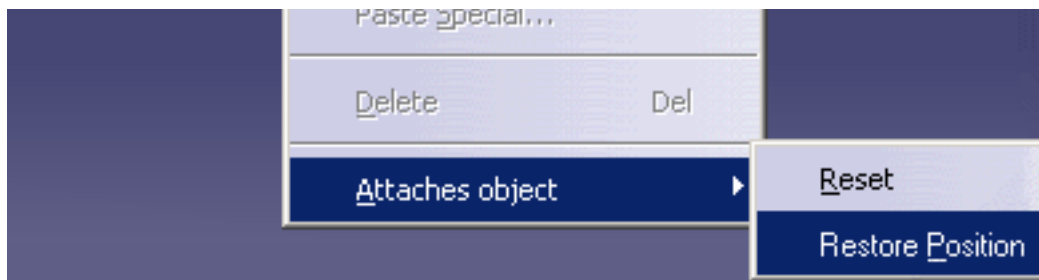 Paste Special...
Delete Del
Attaches object
Reset
Restore Position